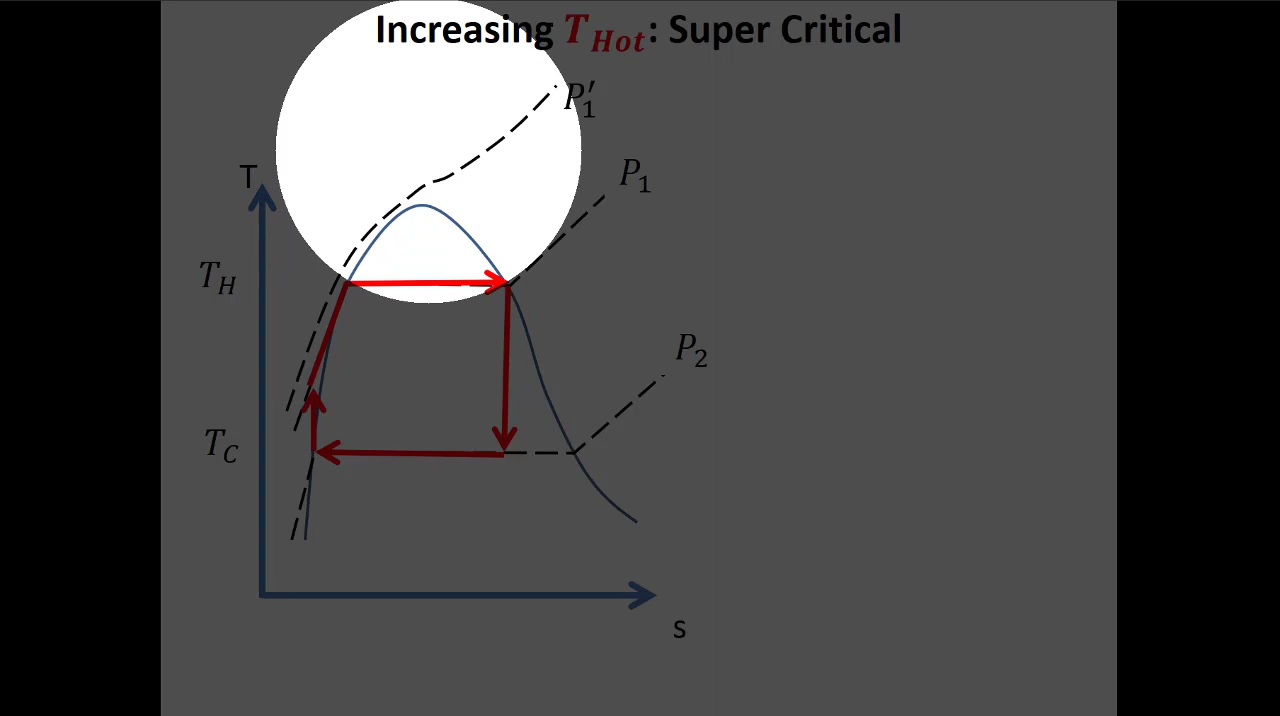 Increasing T_Hot: Super Critical
P₁′
P₁
T
T_H
P₂
T_C
s